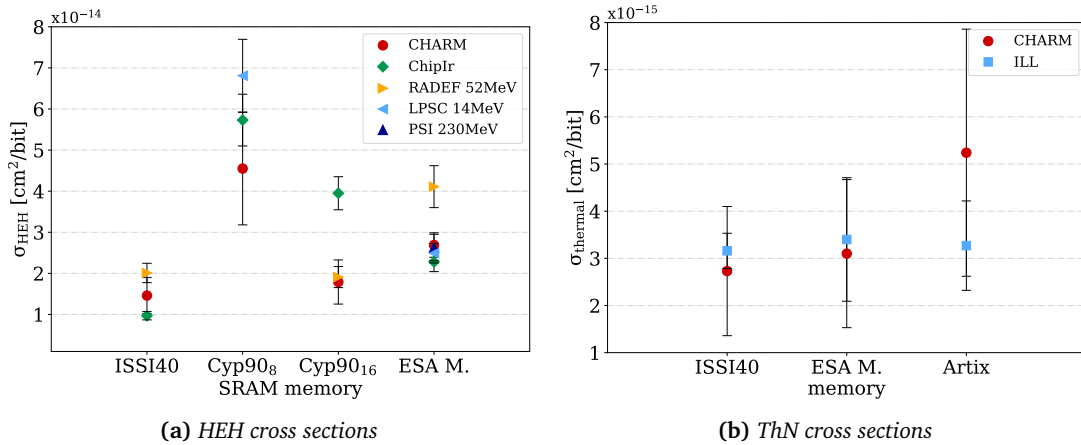 x10⁻¹⁴
8
7
6
5
4
3
2
1
σ_HEH [cm²/bit]
CHARM
ChipIr
RADEF 52MeV
LPSC 14MeV
PSI 230MeV
ISSI40 Cyp90₈ Cyp90₁₆ ESA M.
SRAM memory
(a) HEH cross sections
x10⁻¹⁵
8
7
6
5
4
3
2
1
σ_thermal [cm²/bit]
CHARM
ILL
ISSI40 ESA M. Artix
memory
(b) ThN cross sections